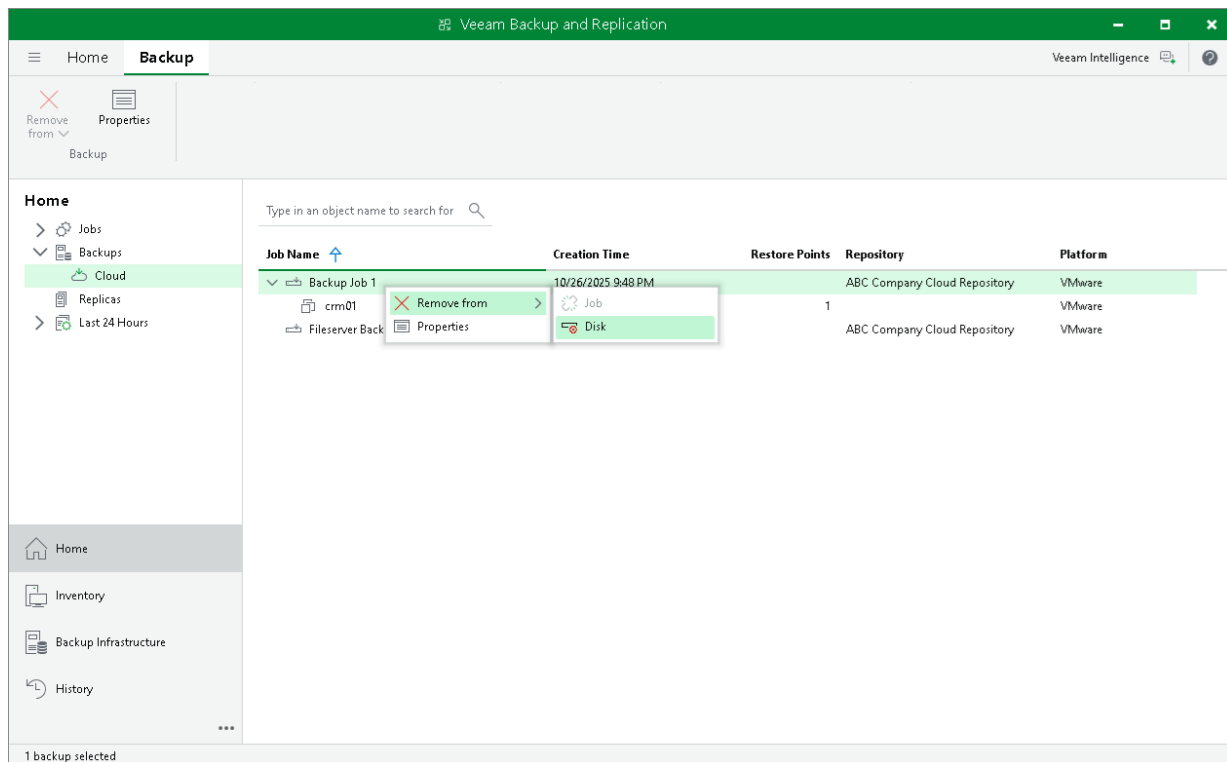 Veeam Backup and Replication
Home Backup Veeam Intelligence
Remove from Properties
Backup
Home
Jobs
Backups
Cloud
Replicas
Last 24 Hours
Type in an object name to search for
Job Name Creation Time Restore Points Repository Platform
Backup Job 1 10/26/2025 9:48 PM ABC Company Cloud Repository VMware
crm01 1 VMware
Fileserver Back ABC Company Cloud Repository VMware
Remove from
Properties
Job
Disk
Home
Inventory
Backup Infrastructure
History
1 backup selected